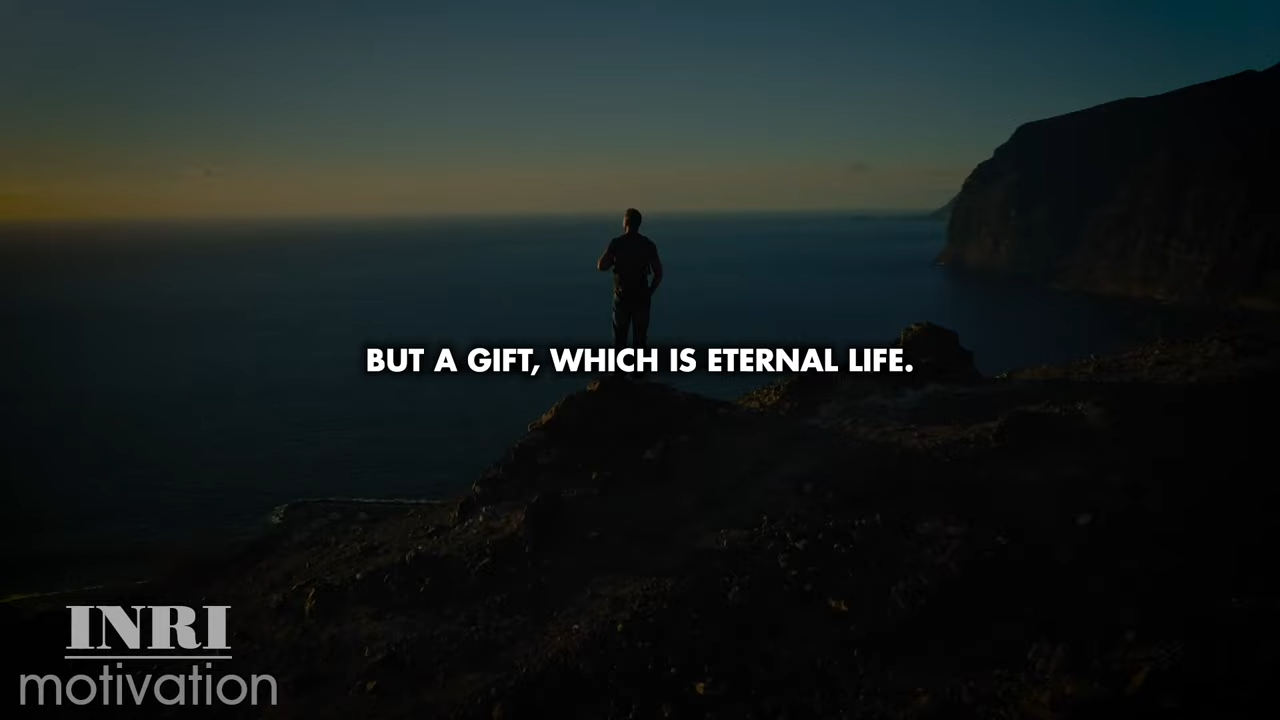 BUT A GIFT, WHICH IS ETERNAL LIFE.
INRI
motivation